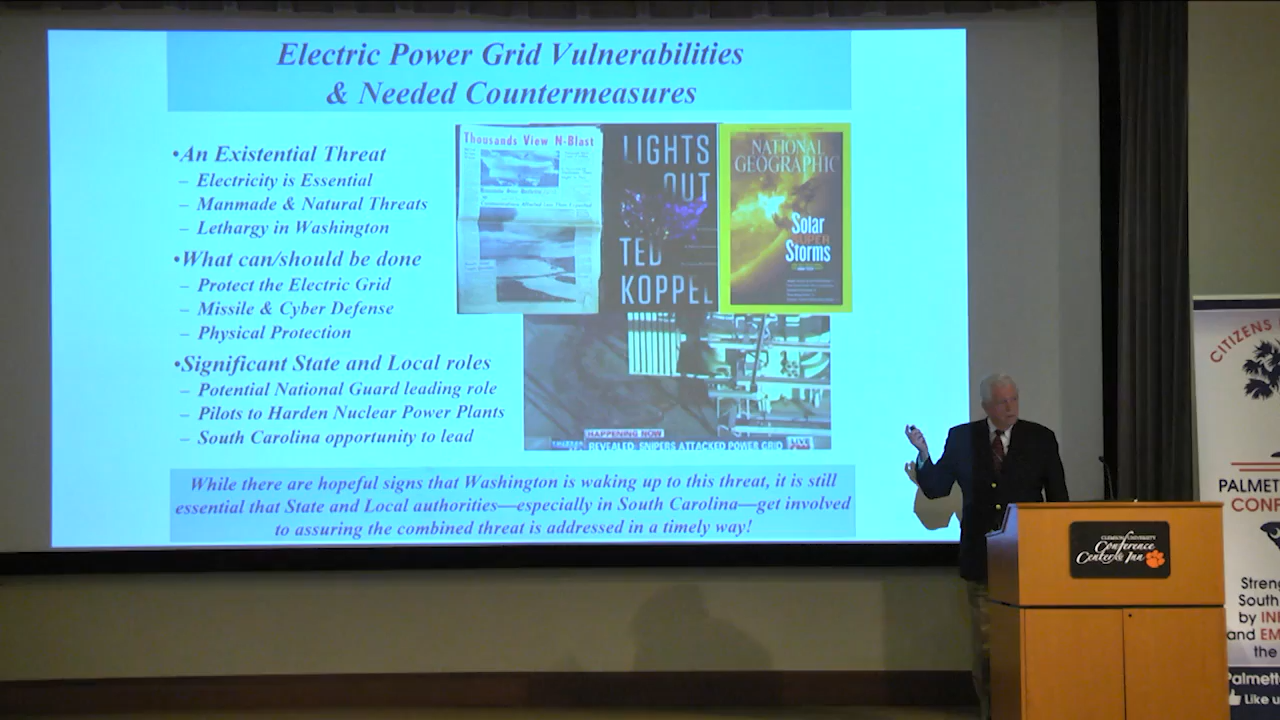 Electric Power Grid Vulnerabilities
& Needed Countermeasures
•An Existential Threat
– Electricity is Essential
– Manmade & Natural Threats
– Lethargy in Washington
•What can/should be done
– Protect the Electric Grid
– Missile & Cyber Defense
– Physical Protection
•Significant State and Local roles
– Potential National Guard leading role
– Pilots to Harden Nuclear Power Plants
– South Carolina opportunity to lead
Thousands View N-Blast
LIGHTS
OUT
TED
KOPPEL
NATIONAL
GEOGRAPHIC
Solar
SUPER
Storms
HAPPENING NOW
REVEALED: SNIPERS ATTACKED POWER GRID
LIVE
While there are hopeful signs that Washington is waking up to this threat, it is still
essential that State and Local authorities—especially in South Carolina—get involved
to assuring the combined threat is addressed in a timely way!
CLEMSON UNIVERSITY
Conference
Center & Inn
CITIZENS
PALMET
CONF
Stren
South
by IN
and EM
the
Palmett
Like u